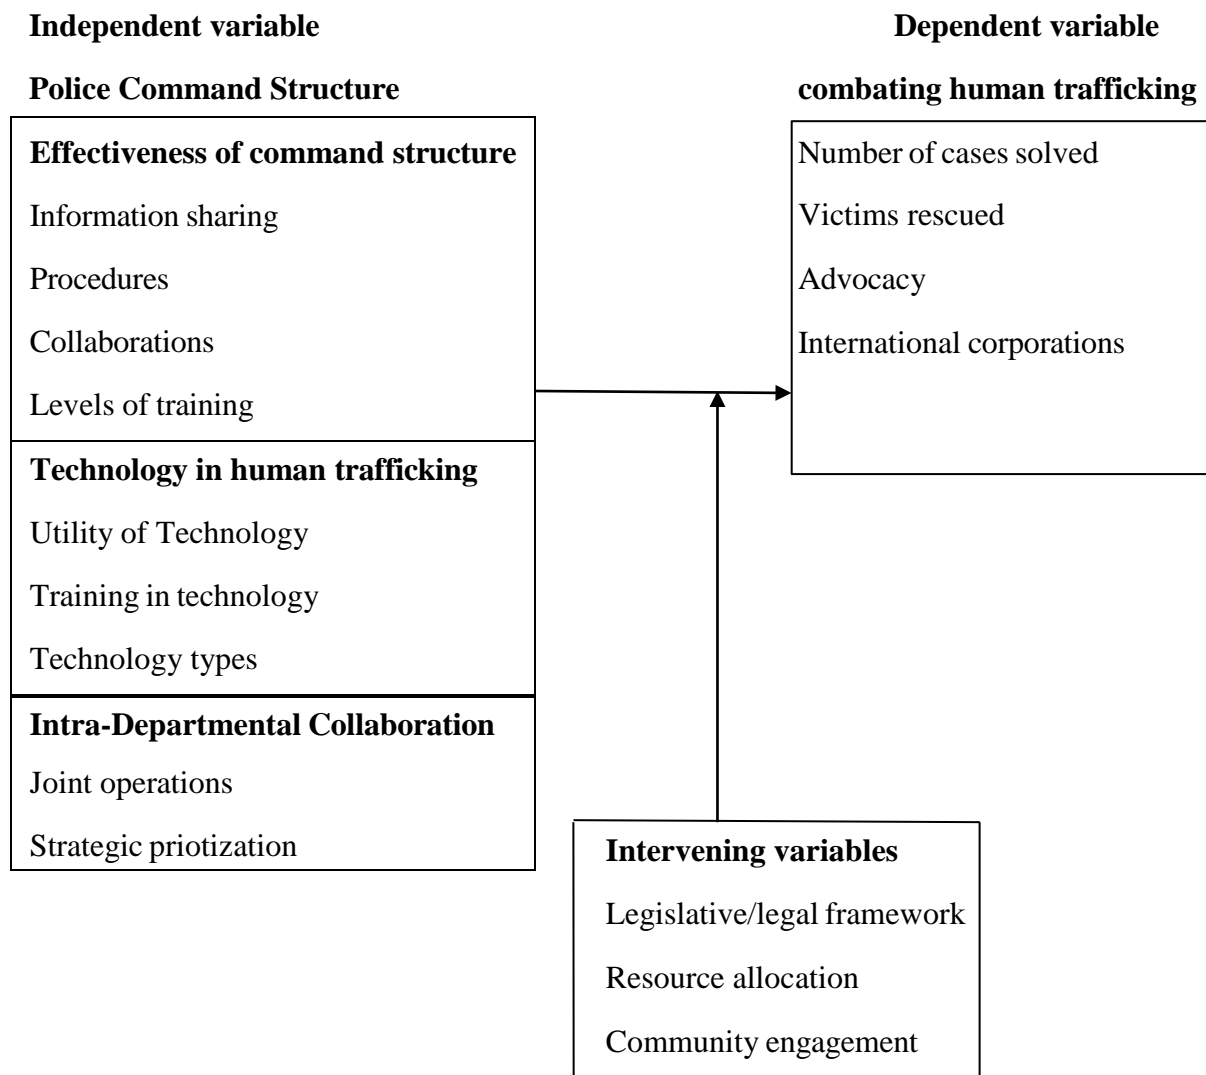 Independent variable
Dependent variable
Police Command Structure
combating human trafficking
Effectiveness of command structure
Information sharing
Procedures
Collaborations
Levels of training
Technology in human trafficking
Utility of Technology
Training in technology
Technology types
Intra-Departmental Collaboration
Joint operations
Strategic priotization
Number of cases solved
Victims rescued
Advocacy
International corporations
Intervening variables
Legislative/legal framework
Resource allocation
Community engagement